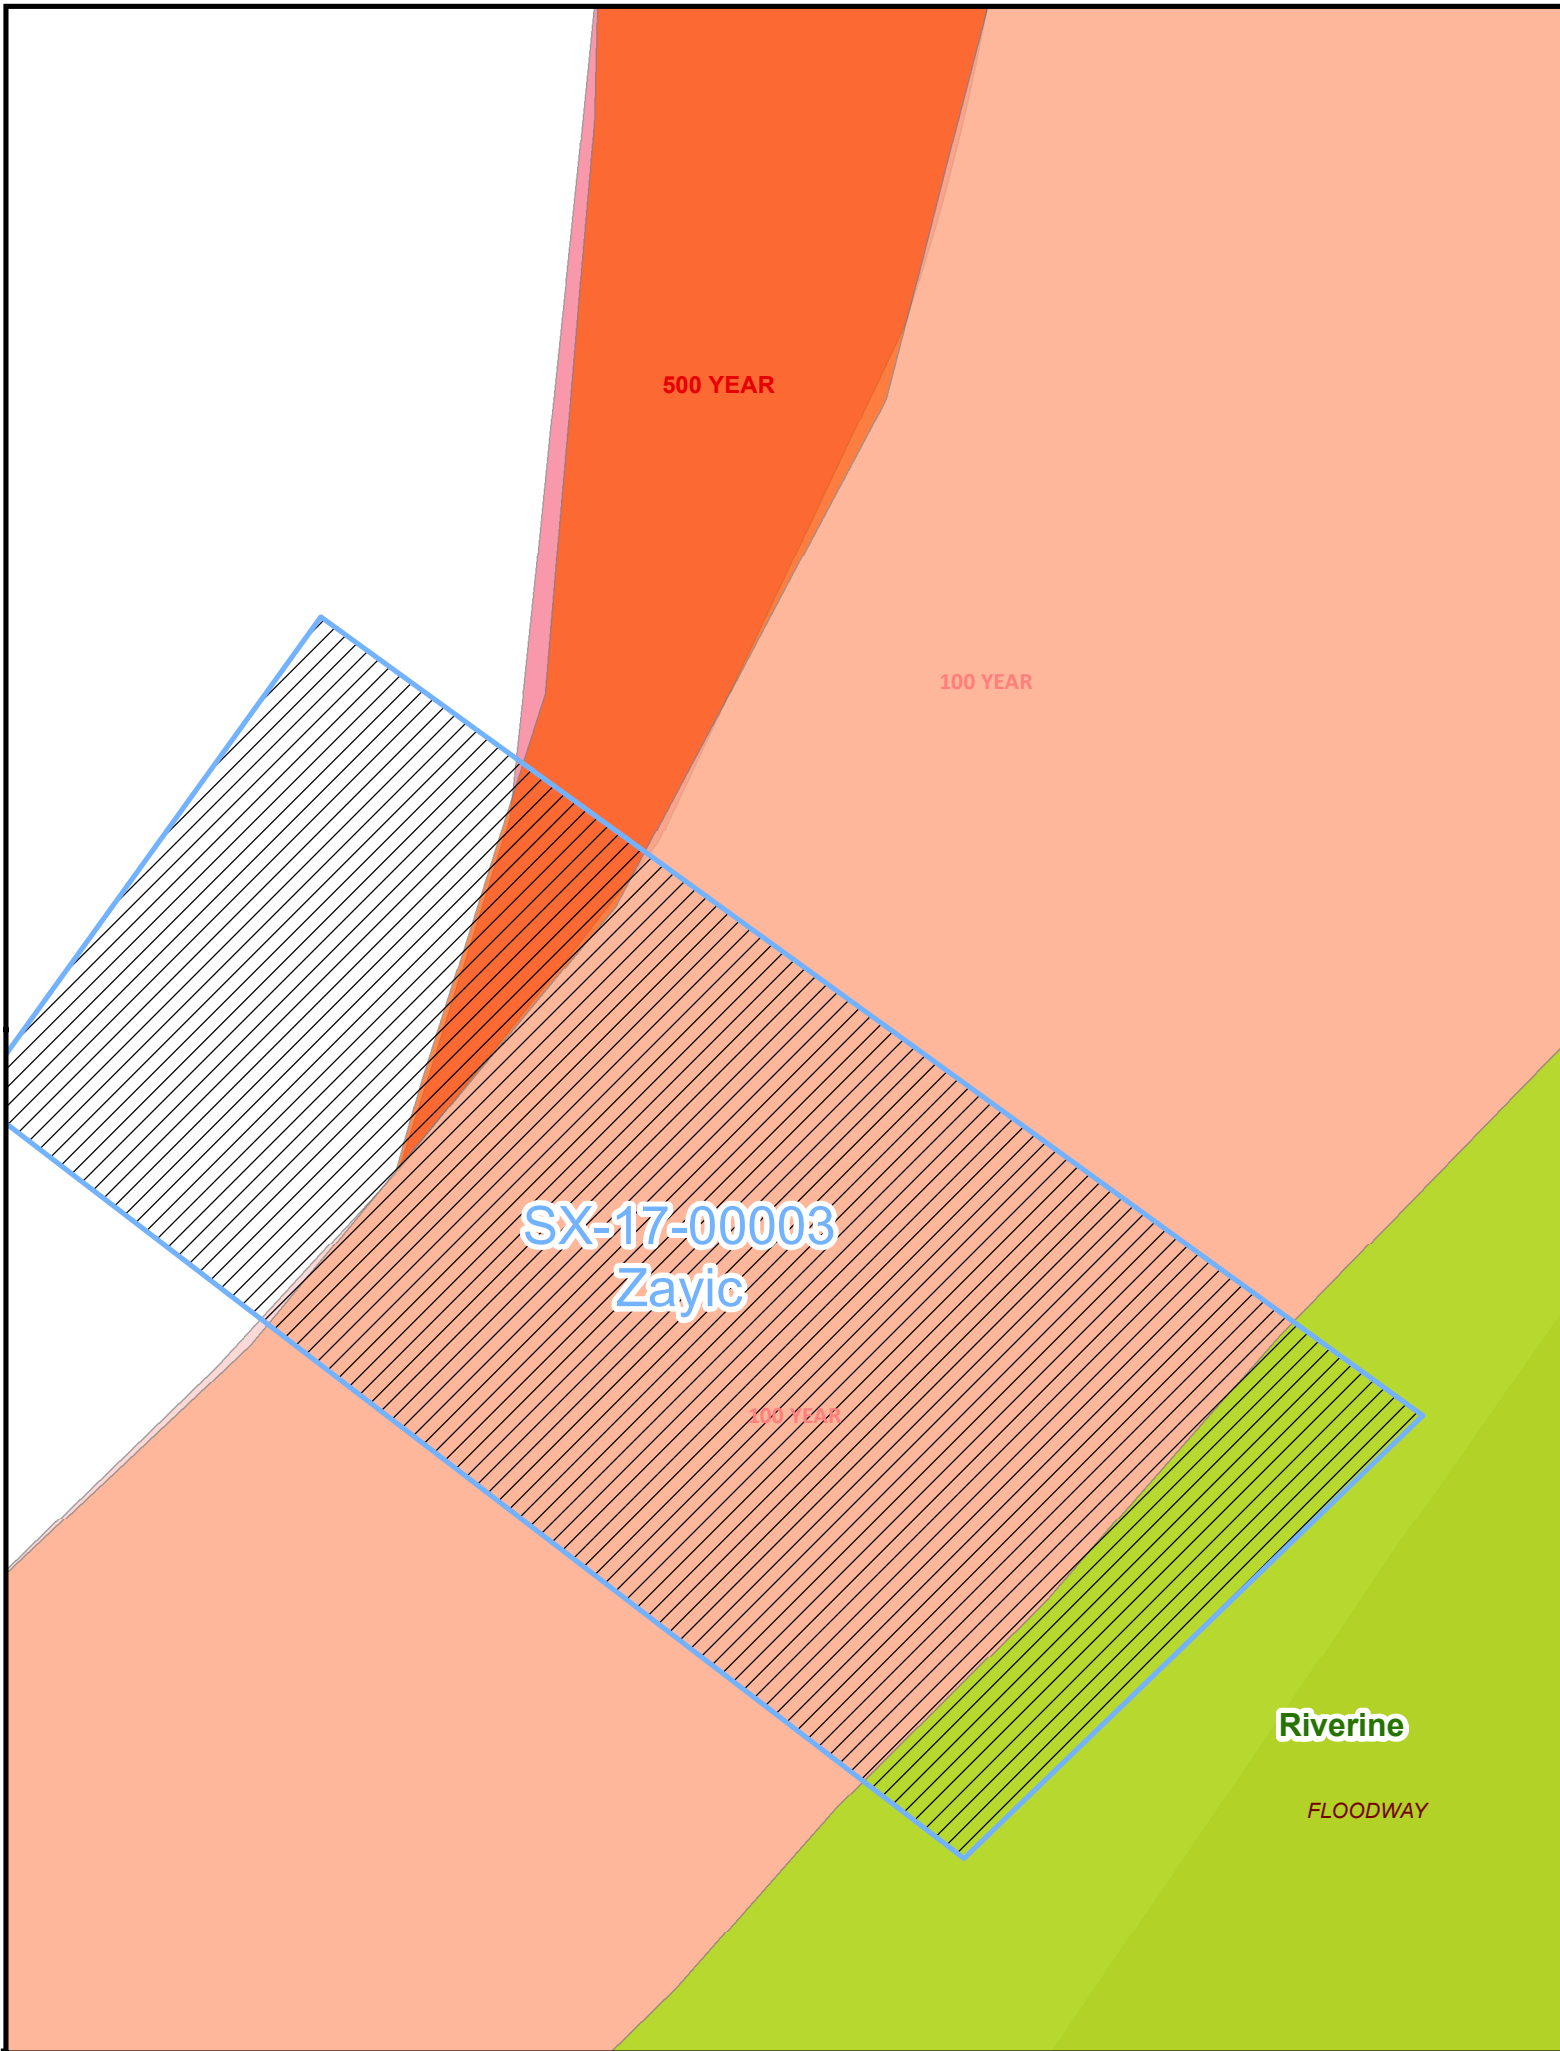 500 YEAR
100 YEAR
SX-17-00003
Zayic
100 YEAR
Riverine
FLOODWAY